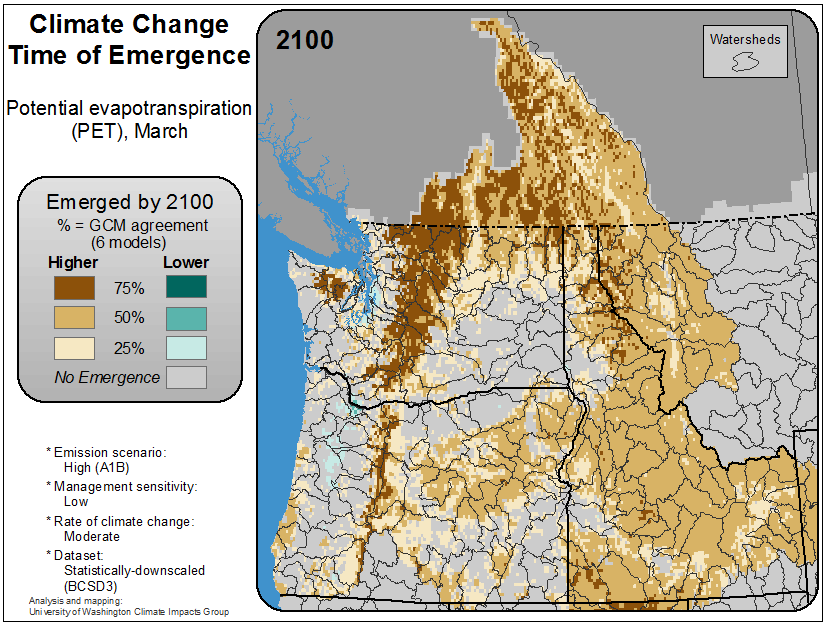 Climate Change
Time of Emergence
Potential evapotranspiration
(PET), March
Emerged by 2100
% = GCM agreement
(6 models)
Higher Lower
75%
50%
25%
No Emergence
* Emission scenario:
High (A1B)
* Management sensitivity:
Low
* Rate of climate change:
Moderate
* Dataset:
Statistically-downscaled
(BCSD3)
Analysis and mapping:
University of Washington Climate Impacts Group
2100
Watersheds